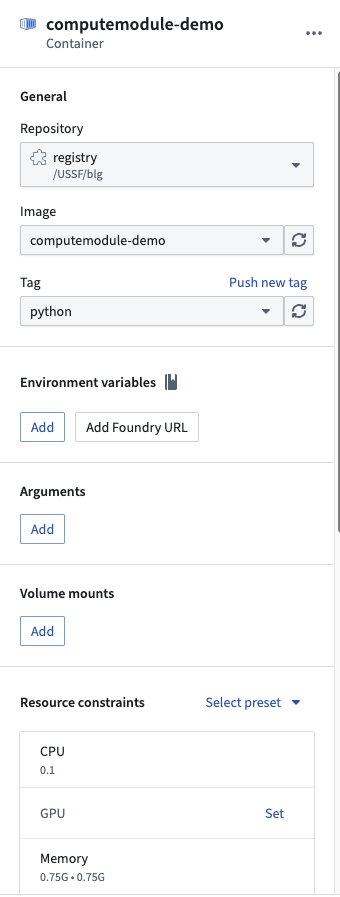 computemodule-demo
Container
General
Repository
registry
/USSF/blg
Image
computemodule-demo
Tag
Push new tag
python
Environment variables
Add
Add Foundry URL
Arguments
Add
Volume mounts
Add
Resource constraints
Select preset
CPU
0.1
GPU
Set
Memory
0.75G • 0.75G